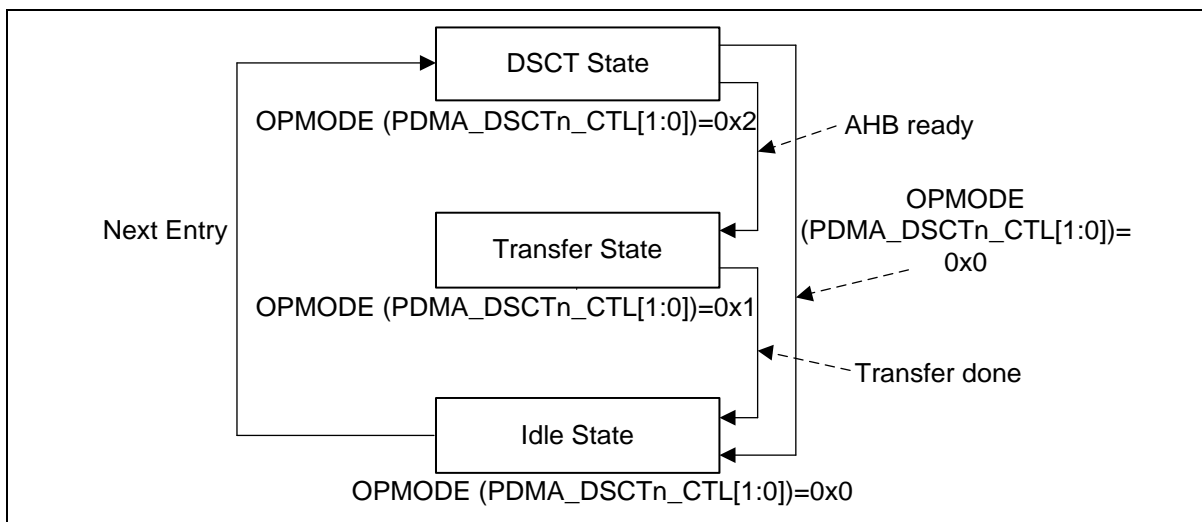 DSCT State
OPMODE (PDMA_DSCTn_CTL[1:0])=0x2
AHB ready
OPMODE
(PDMA_DSCTn_CTL[1:0])=
0x0
Next Entry
Transfer State
OPMODE (PDMA_DSCTn_CTL[1:0])=0x1
Transfer done
Idle State
OPMODE (PDMA_DSCTn_CTL[1:0])=0x0